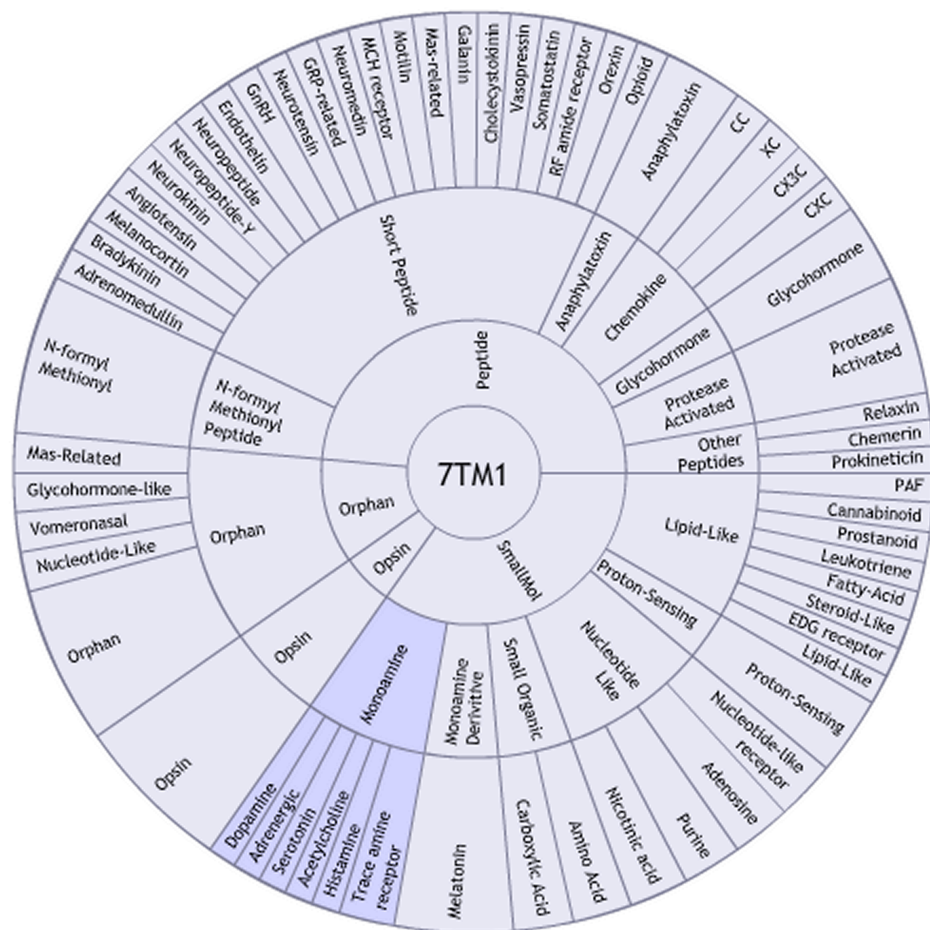 7TM1
Peptide
SmallMol
Opsin
Orphan
Short Peptide
Anaphylatoxin
Chemokine
Glycohormone
Protease
Activated
Other
Peptides
Lipid-Like
Proton-Sensing
Nucleotide
Like
Small Organic
Monoamine
Derivitive
Monoamine
Opsin
Orphan
N-formyl
Methionyl
Peptide
Adrenomedullin
Bradykinin
Melanocortin
Angiotensin
Neurokinin
Neuropeptide-Y
Neuropeptide
Endothelin
GnRH
Neurotensin
GRP-related
Neuromedin
MCH receptor
Motilin
Mas-related
Galanin
Cholecystokinin
Vasopressin
Somatostatin
RF amide receptor
Orexin
Opioid
Anaphylatoxin
CC
XC
CX3C
CXC
Glycohormone
Protease
Activated
Relaxin
Chemerin
Prokineticin
PAF
Cannabinoid
Prostanoid
Leukotriene
Fatty-Acid
Steroid-Like
EDG receptor
Lipid-Like
Proton-Sensing
Nucleotide-like
receptor
Adenosine
Purine
Nicotinic acid
Amino Acid
Carboxylic Acid
Melatonin
Trace amine
receptor
Histamine
Acetylcholine
Serotonin
Adrenergic
Dopamine
Opsin
Orphan
Nucleotide-Like
Vomeronasal
Glycohormone-like
Mas-Related
N-formyl
Methionyl